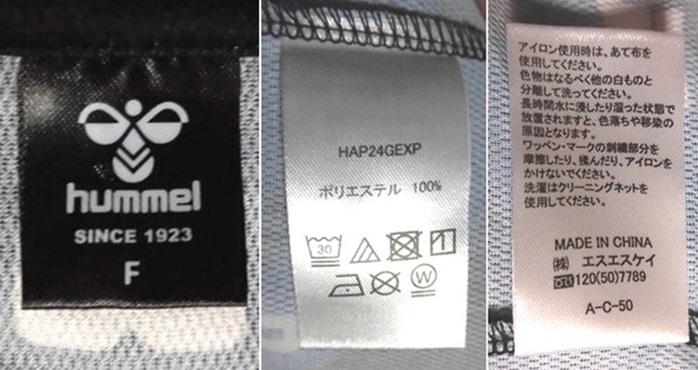 hummel
SINCE 1923
F
HAP24GEXP
ポリエステル 100%
30
W
アイロン使用時は、あて布を
使用してください。
色物はなるべく他の白ものと
分離して洗ってください。
長時間水に浸したり湿った状態で
放置されますと、色落ちや移染の
原因となります。
ワッペン・マークの刺繍部分を
摩擦したり、揉んだり、アイロンを
かけないでください。
洗濯はクリーニングネットを
使用してください。
MADE IN CHINA
㈱ エスエスケイ
120(50)7789
A-C-50